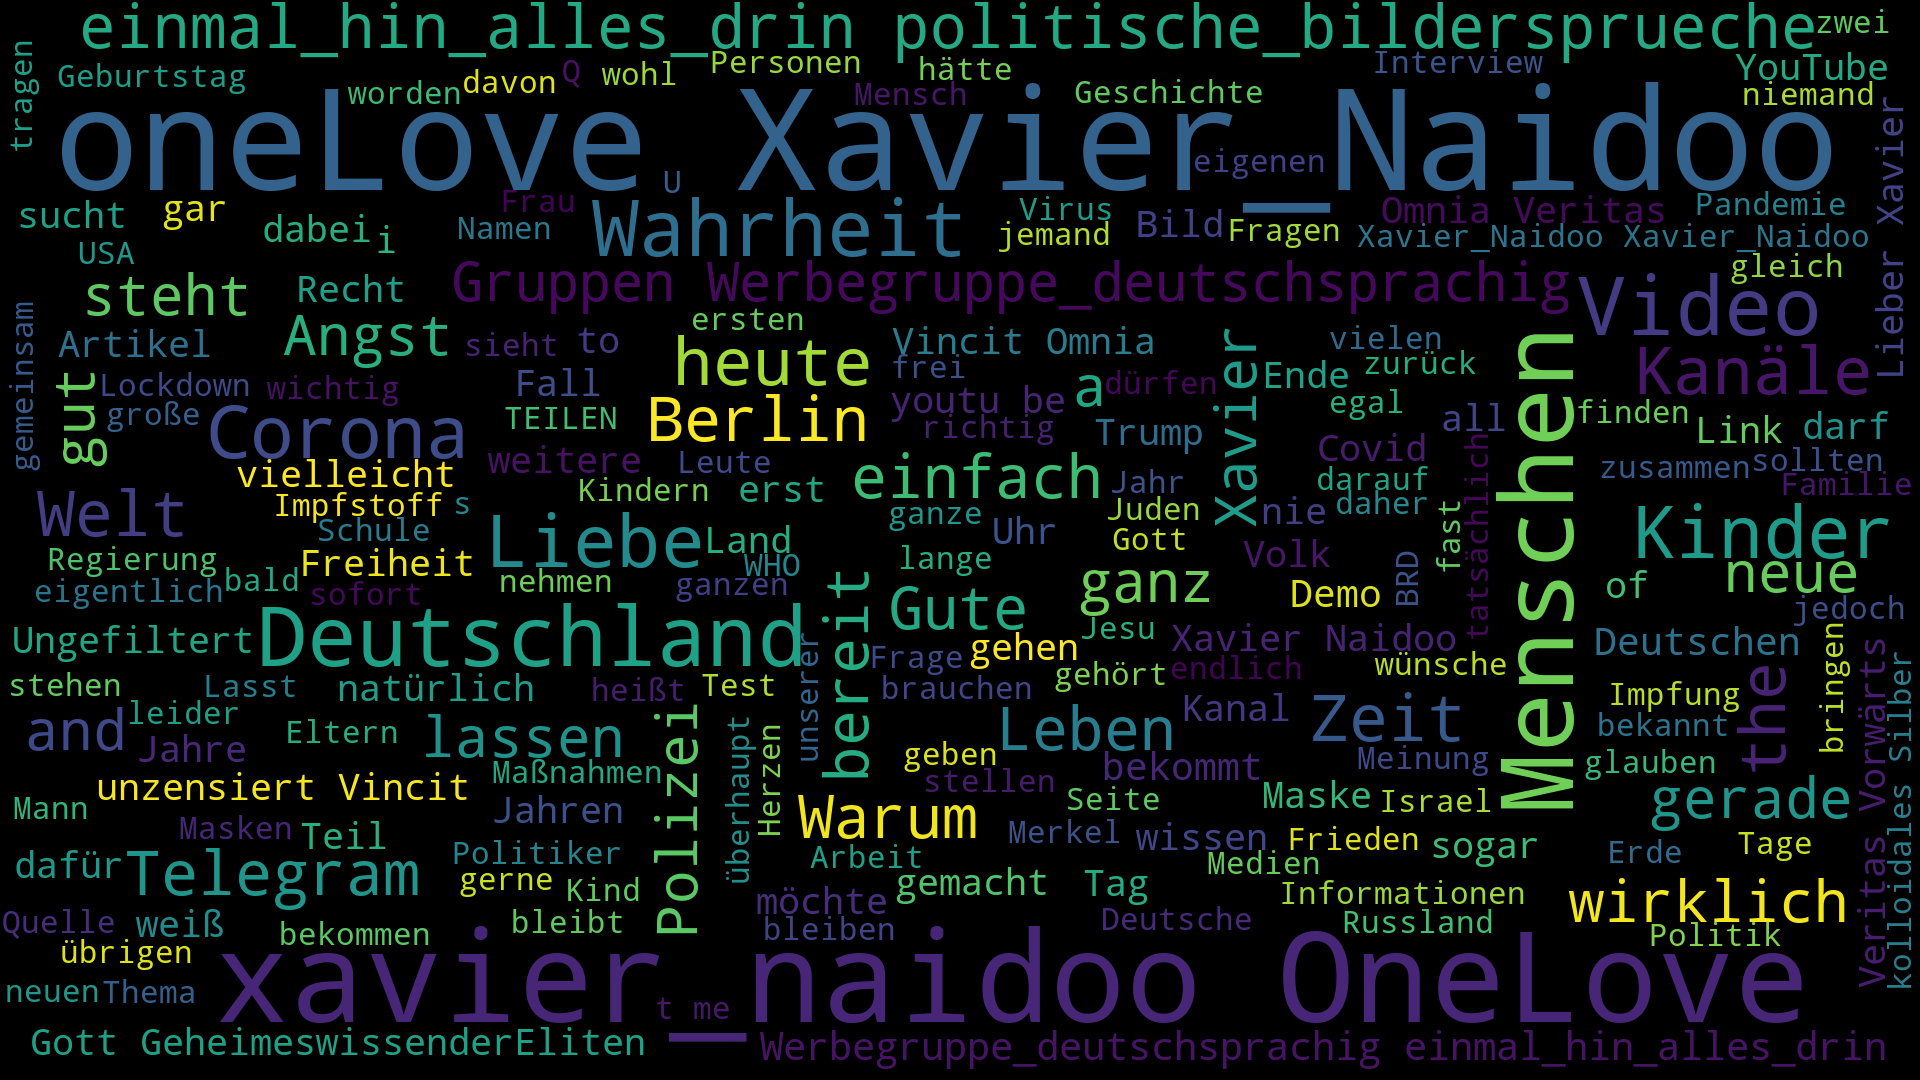 einmal_hin_alles_drin politische_bildersprueche zwei
tragen Geburtstag worden davon Q wohl Personen Mensch hätte Geschichte Interview YouTube niemand
oneLove Xavier_Naidoo
eigenen U Lieber Xavier
sucht gar dabei i Namen Frau Wahrheit jemand Virus Bild Fragen Omnia Veritas Pandemie
USA Xavier_Naidoo Xavier_Naidoo
steht Recht Gruppen Werbegruppe_deutschsprachig gleich
Video
gemeinsam Artikel Angst sieht to ersten heute Vincit Omnia frei Xavier vielen zurück Kanäle
gut Lockdown wichtig Fall youtu be a dürfen Ende egal
große Corona TEILEN Berlin richtig Trump all finden Link darf
vielleicht weitere Leute einfach Jahr Covid darauf tatsächlich zusammen sollten Familie
Welt Impfstoff s Kindern erst ganze Uhr Juden nie daher fast Menschen
Schule Liebe Land Gott Kinder
Regierung Freiheit WHO lange Volk BRD neue
eigentlich bald sofort nehmen ganzen bereit Gute ganz Demo of jedoch
Ungefiltert Deutschland unserer Frage gehen Jesu Xavier Naidoo Deutschen
stehen Lasst natürlich heißt Test brauchen gehört endlich wünsche Impfung the bringen
and leider Jahre Eltern lassen Polizei überhaupt Herzen Leben Kanal Zeit bekannt Veritas Vorwärts
kolloidales Silber
unzensiert Vincit Maßnahmen geben stellen bekommt Meinung glauben
Mann Masken Teil Jahren Warum Seite Merkel wissen Maske Israel gerade
dafür Telegram Politiker Arbeit Frieden sogar Erde Tage
gerne Kind gemacht Tag Medien Informationen wirklich
Quelle weiß bekommen bleibt möchte bleiben Deutsche Russland Politik
übrigen
neuen Thema xavier_naidoo OneLove
t me
Gott GeheimeswissenderEliten Werbegruppe_deutschsprachig einmal_hin_alles_drin